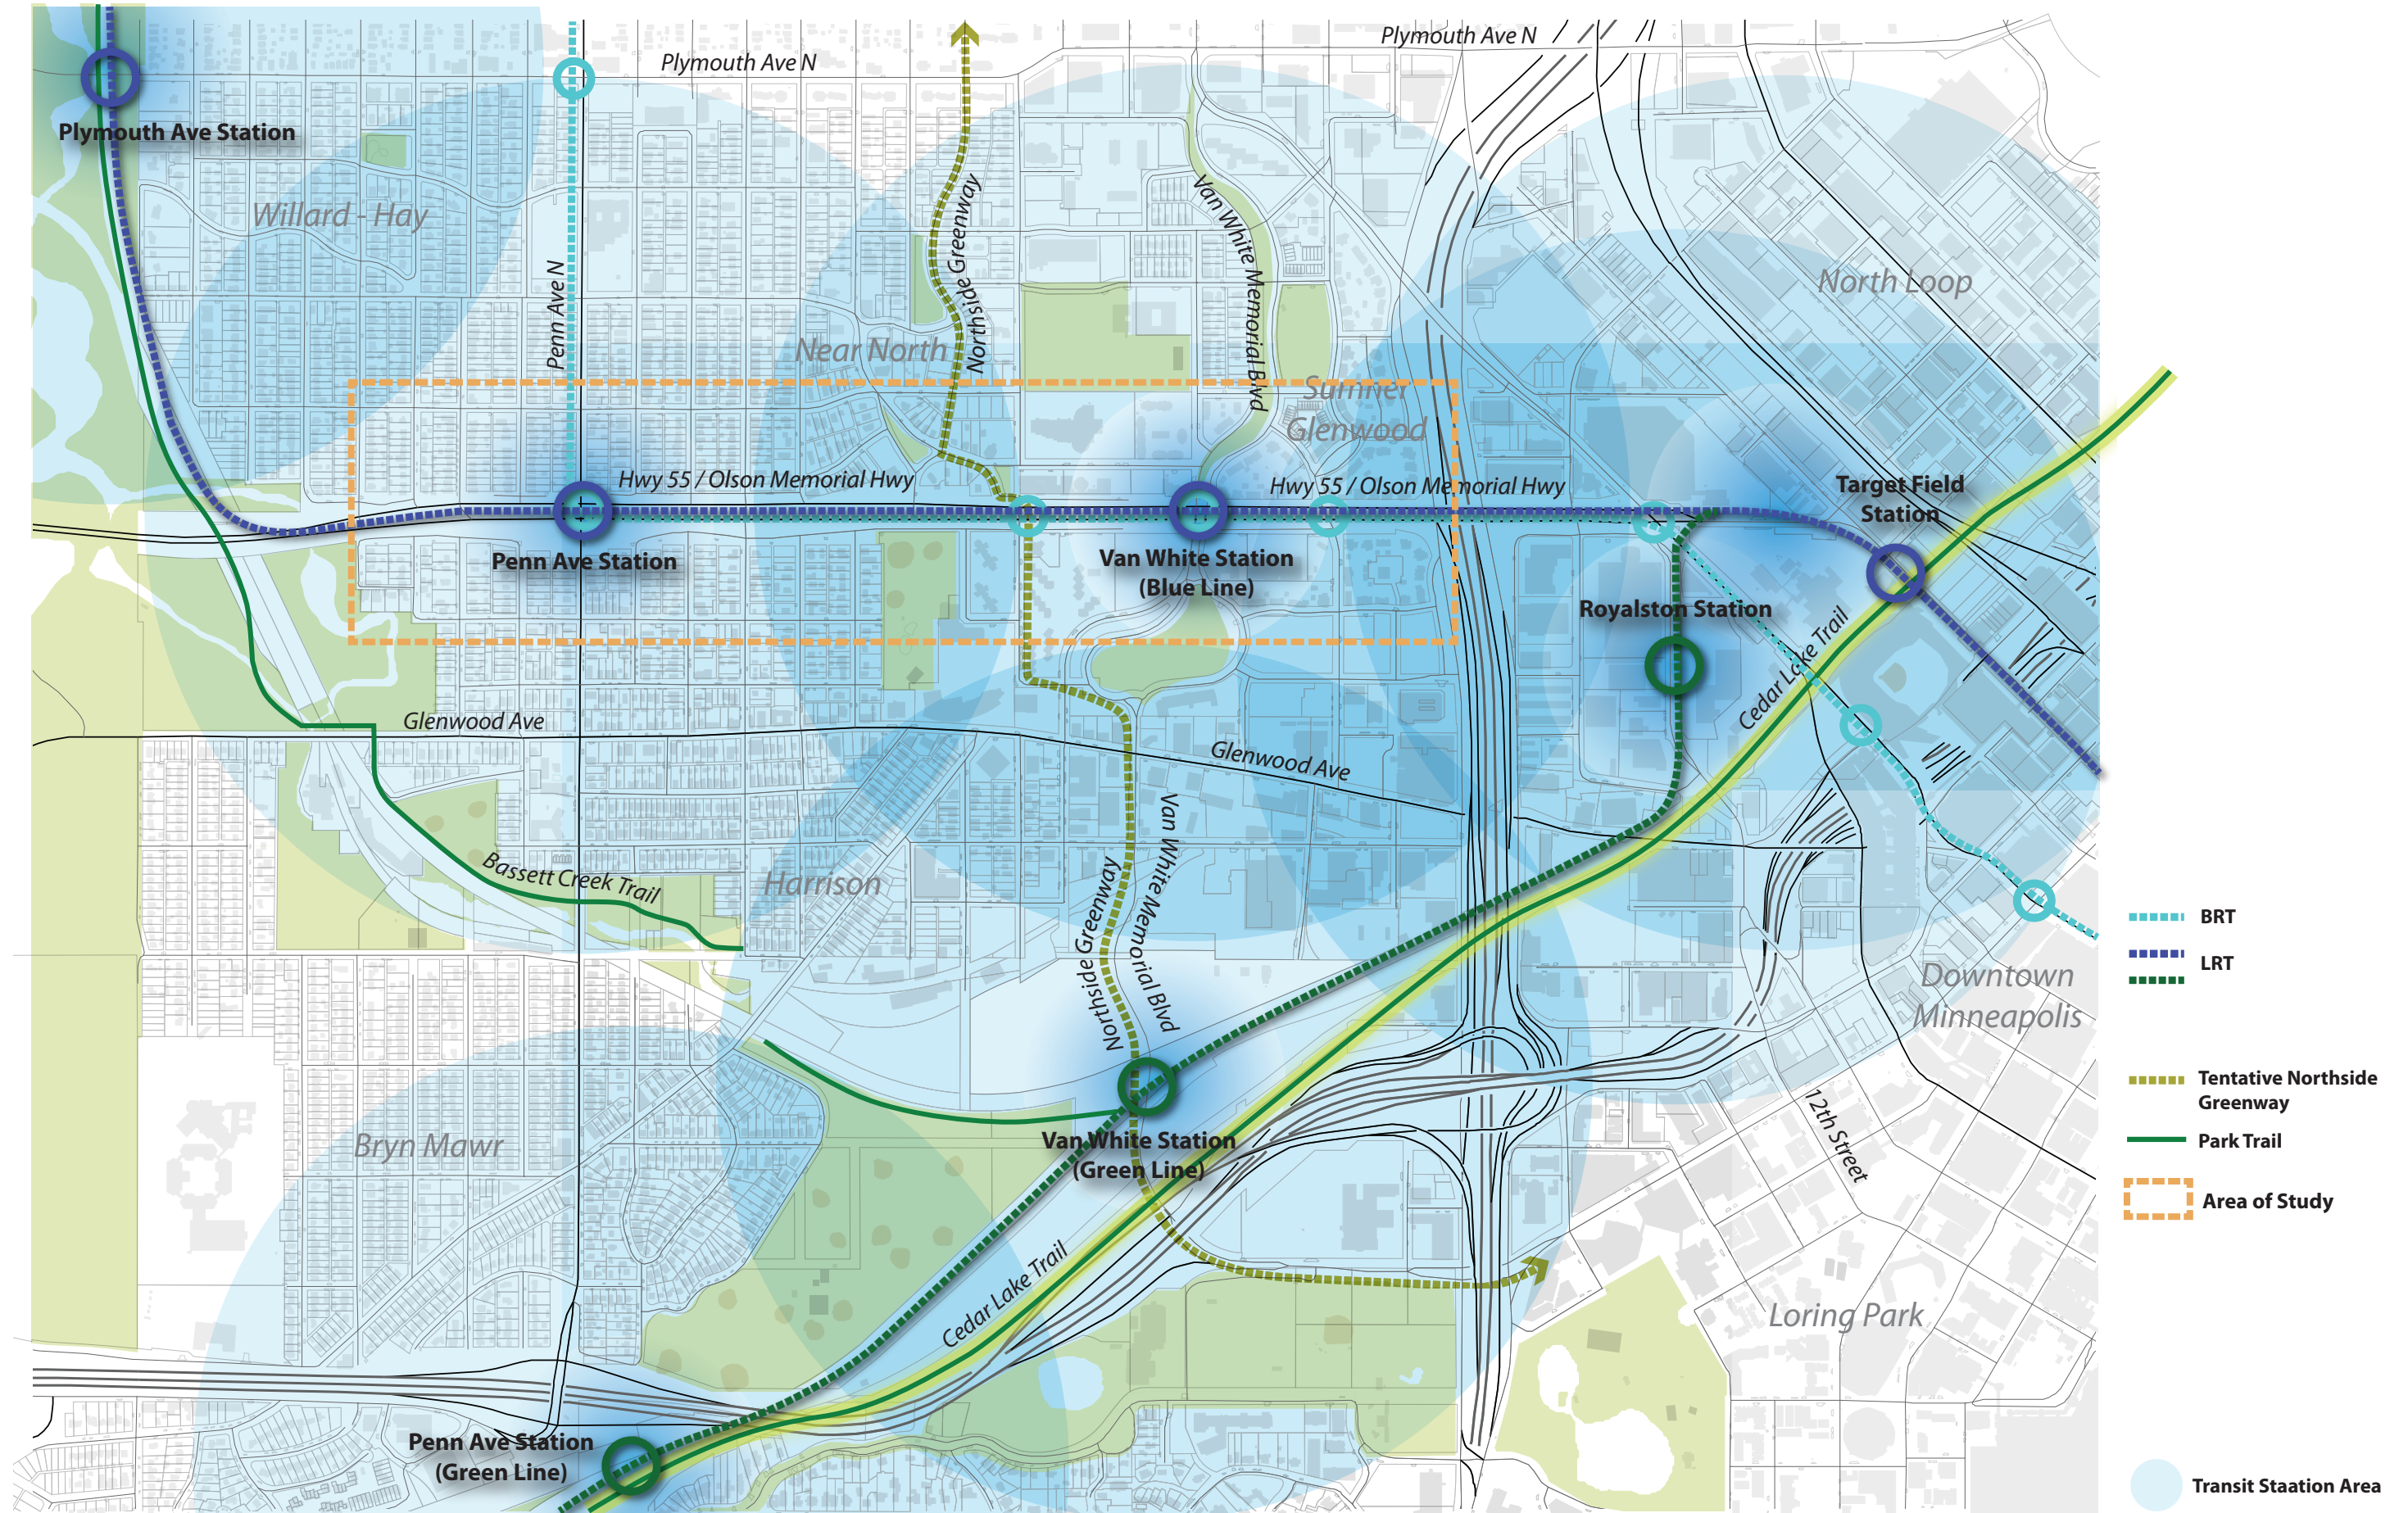 Plymouth Ave N
Plymouth Ave N
Plymouth Ave Station
Willard - Hay
Penn Ave N
Northside Greenway
Van White Memorial Blvd
North Loop
Near North
Sumner
Glenwood
Hwy 55 / Olson Memorial Hwy
Hwy 55 / Olson Memorial Hwy
Target Field
Station
Penn Ave Station
Van White Station
(Blue Line)
Royalston Station
Cedar Lake Trail
Glenwood Ave
Glenwood Ave
Bassett Creek Trail
Harrison
Northside Greenway
Van White Memorial Blvd
BRT
LRT
Downtown
Minneapolis
Tentative Northside
Greenway
Park Trail
12th Street
Bryn Mawr
Van White Station
(Green Line)
Area of Study
Cedar Lake Trail
Loring Park
Penn Ave Station
(Green Line)
Transit Staation Area